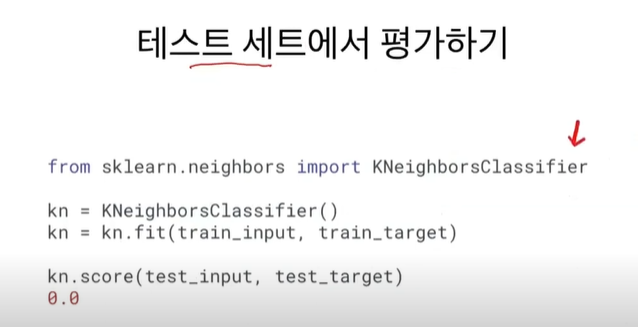 테스트 세트에서 평가하기
from sklearn.neighbors import KNeighborsClassifier
kn = KNeighborsClassifier()
kn = kn.fit(train_input, train_target)
kn.score(test_input, test_target)
0.0